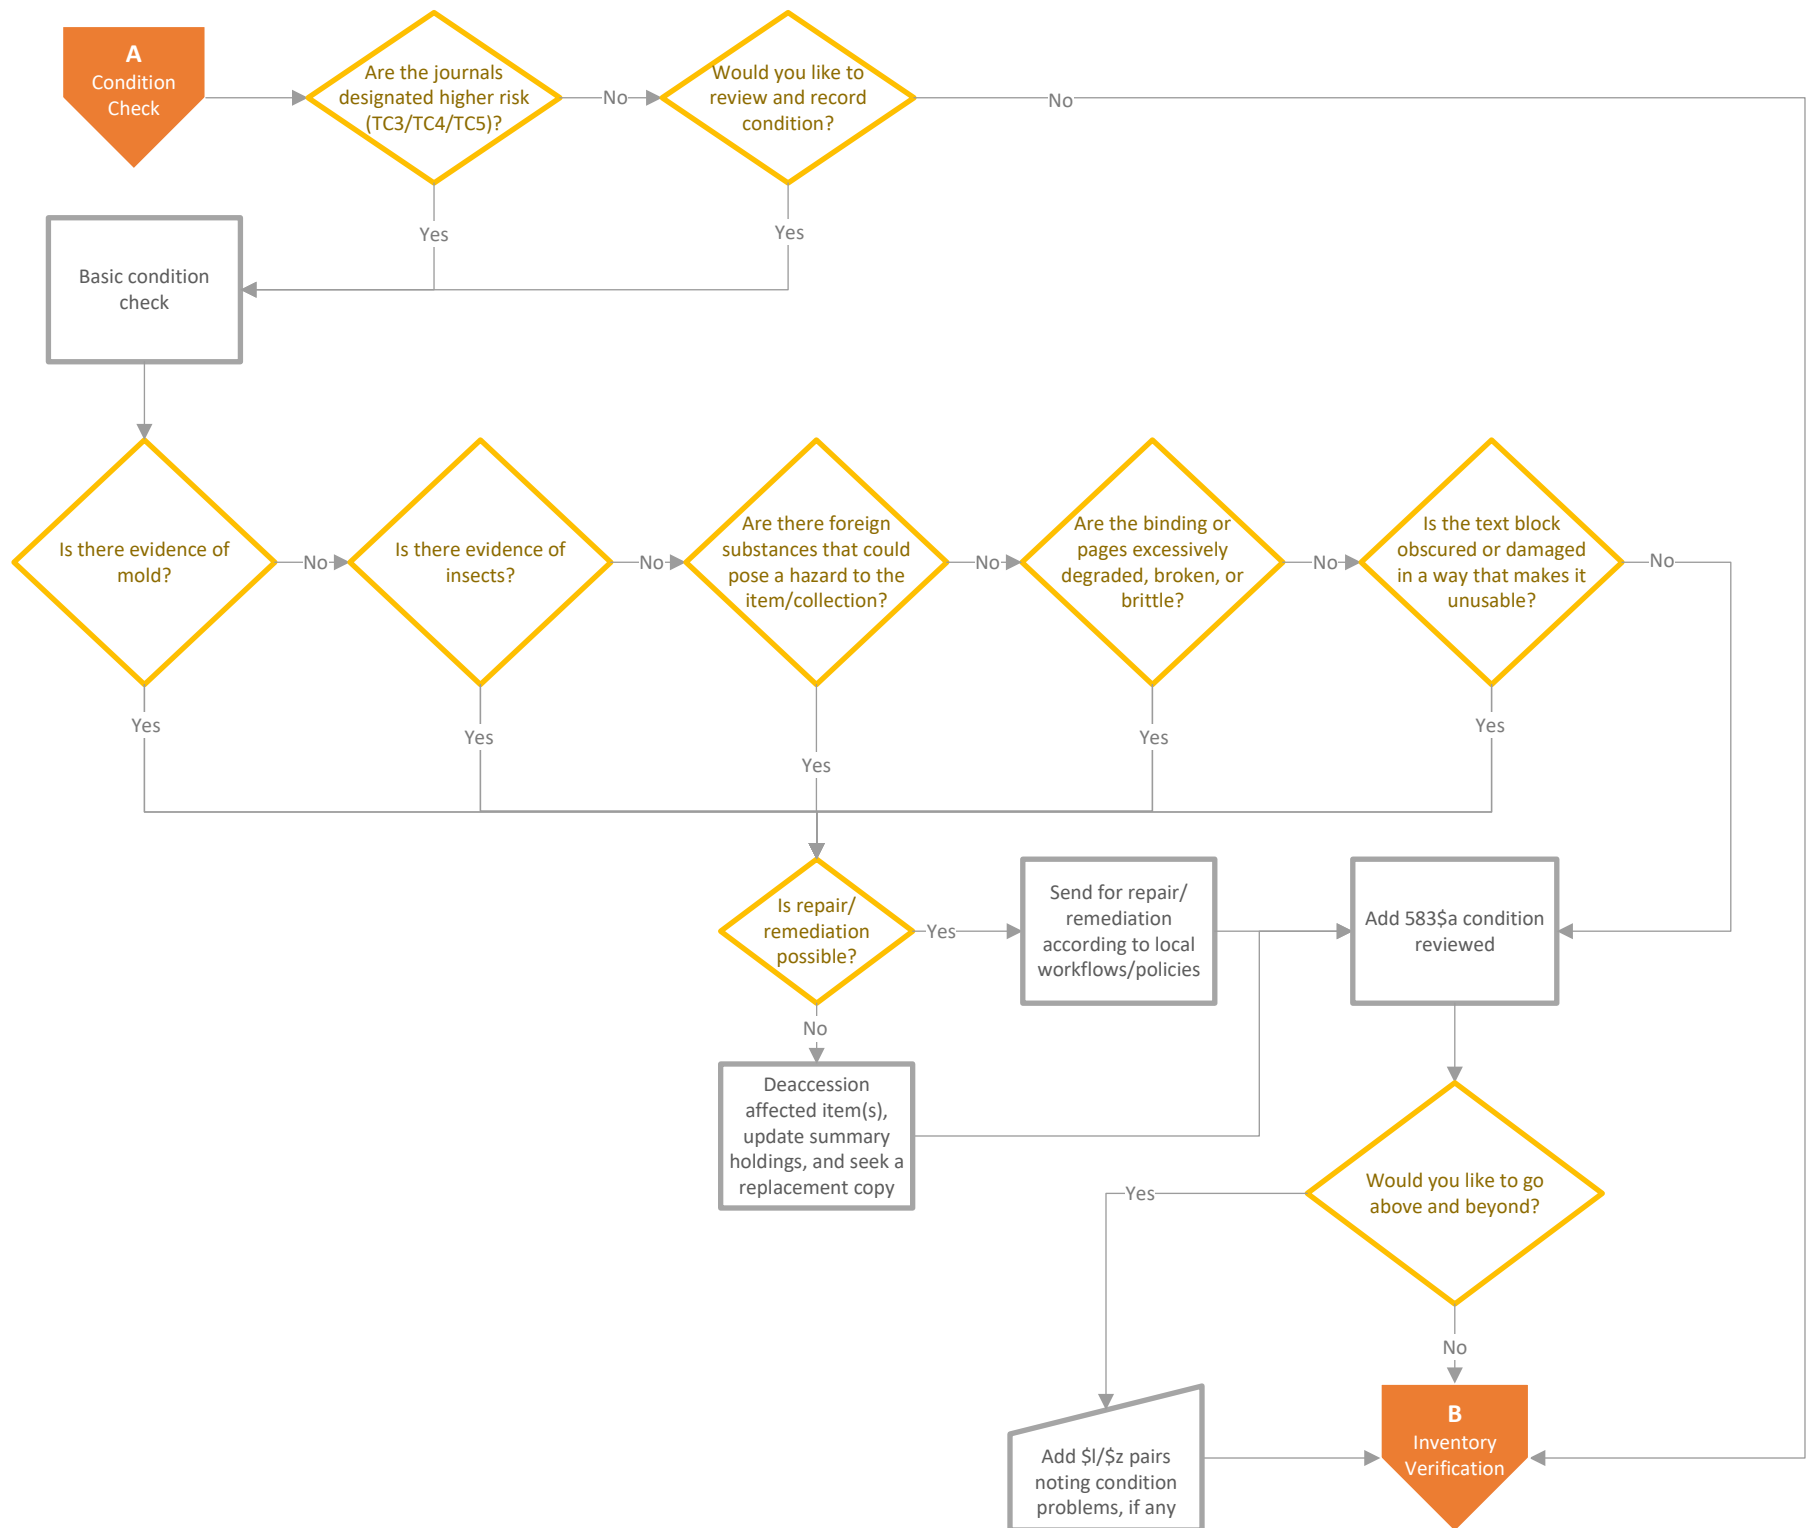 A
Condition
Check
Are the journals
designated higher risk
(TC3/TC4/TC5)?
No
Would you like to
review and record
condition?
No
Yes
Yes
Basic condition
check
Is there evidence of
mold?
No
Is there evidence of
insects?
No
Are there foreign
substances that could
pose a hazard to the
item/collection?
No
Are the binding or
pages excessively
degraded, broken, or
brittle?
No
Is the text block
obscured or damaged
in a way that makes it
unusable?
No
Yes
Yes
Yes
Yes
Yes
Is repair/
remediation
possible?
Yes
Send for repair/
remediation
according to local
workflows/policies
Add 583$a condition
reviewed
No
Deaccession
affected item(s),
update summary
holdings, and seek a
replacement copy
Would you like to go
above and beyond?
Yes
No
Add $l/$z pairs
noting condition
problems, if any
B
Inventory
Verification